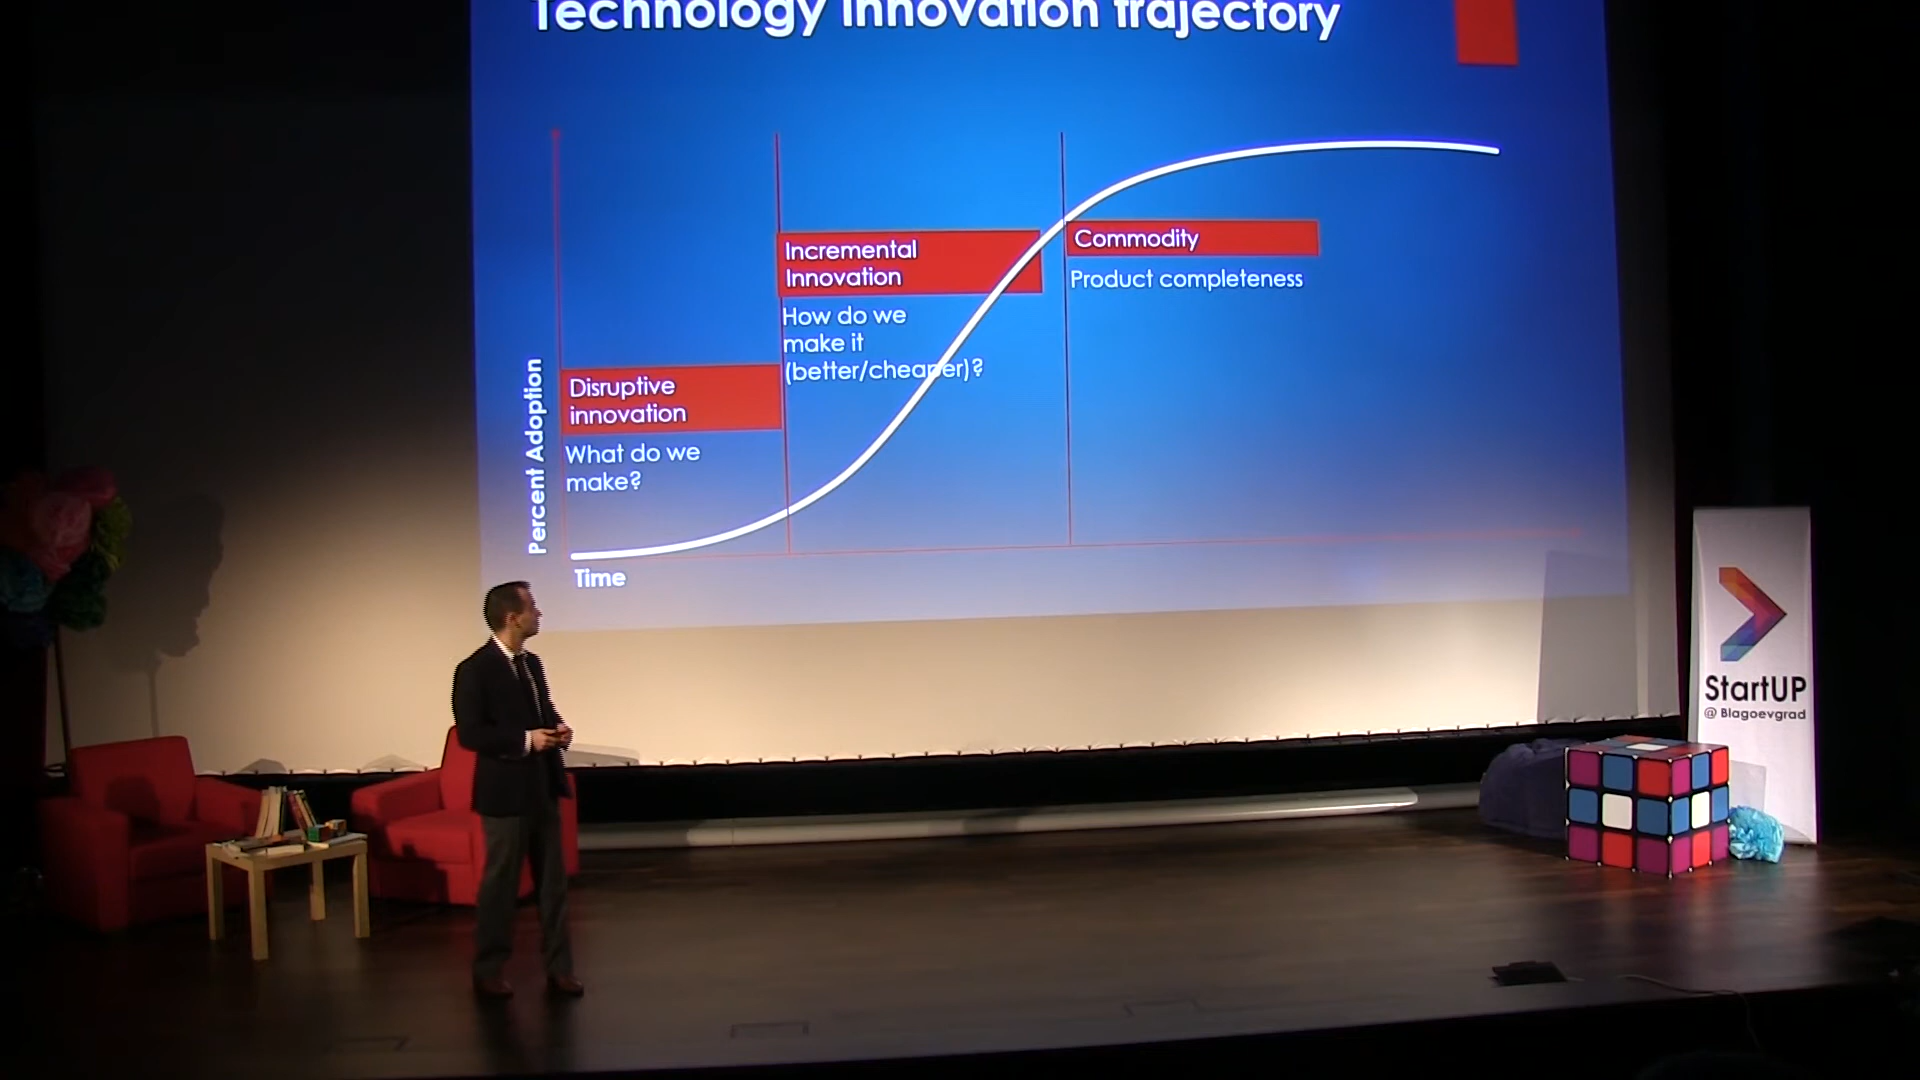 Technology innovation trajectory
Incremental
Innovation
How do we
make it
(better/cheaper)?
Commodity
Product completeness
Disruptive
innovation
What do we
make?
Percent Adoption
Time
StartUP
@ Blagoevgrad